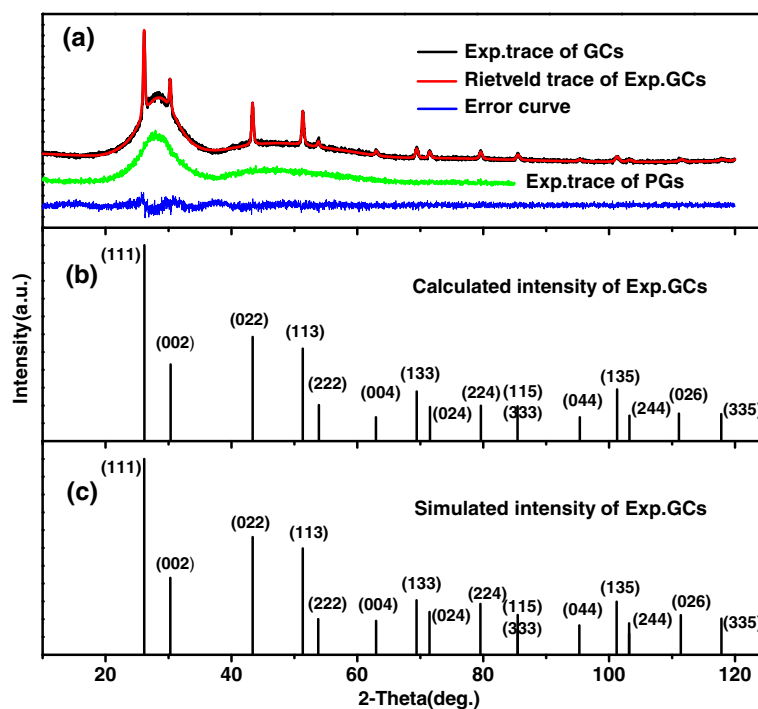 (a)
Exp.trace of GCs
Rietveld trace of Exp.GCs
Error curve
Exp.trace of PGs
(b)
Calculated intensity of Exp.GCs
(111)
(002)
(022)
(113)
(222)
(004)
(133)
(024)
(224)
(115)
(333)
(044)
(135)
(244)
(026)
(335)
(c)
Simulated intensity of Exp.GCs
(111)
(002)
(022)
(113)
(222)
(004)
(133)
(024)
(224)
(115)
(333)
(044)
(135)
(244)
(026)
(335)
Intensity(a.u.)
20 40 60 80 100 120
2-Theta(deg.)